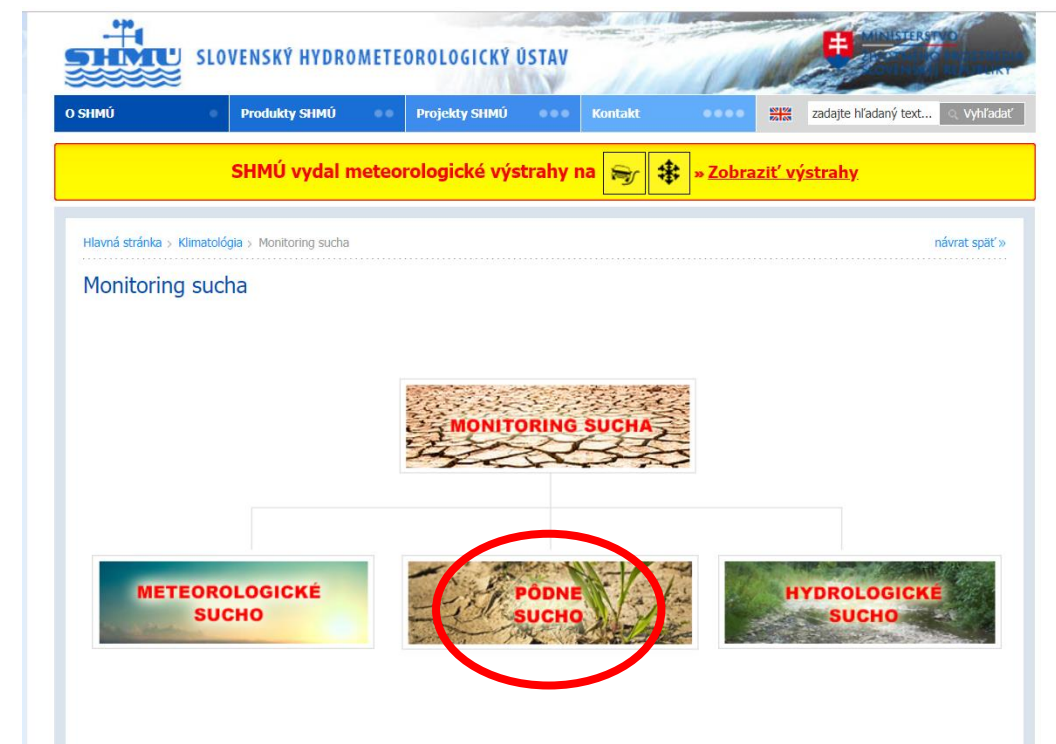 SHMÚ
SLOVENSKÝ HYDROMETEOROLOGICKÝ ÚSTAV
MINISTERSTVO
SLOVENSKEJ REPUBLIKY
O SHMÚ
Produkty SHMÚ
Projekty SHMÚ
Kontakt
zadajte hľadaný text...
Vyhľadať
SHMÚ vydal meteorologické výstrahy na » Zobraziť výstrahy
Hlavná stránka › Klimatológia › Monitoring sucha
návrat späť »
Monitoring sucha
MONITORING SUCHA
METEOROLOGICKÉ
SUCHO
PÔDNE
SUCHO
HYDROLOGICKÉ
SUCHO